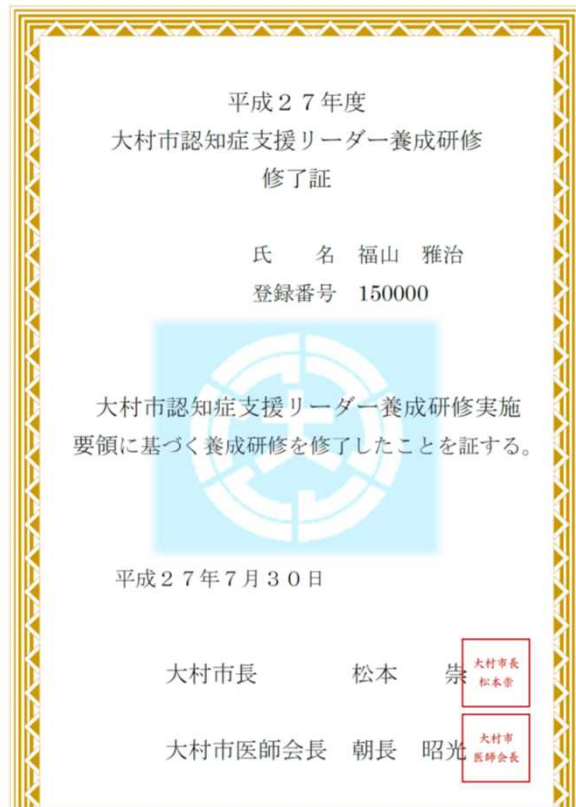 平成２７年度
大村市認知症支援リーダー養成研修
修了証
氏　　名　福山　雅治
登録番号　150000
大
大村市認知症支援リーダー養成研修実施
要領に基づく養成研修を修了したことを証する。
平成２７年７月３０日
大村市長　　　　松本　　崇
大村市長
松本崇
大村市医師会長　朝長　昭光
大村市
医師会長